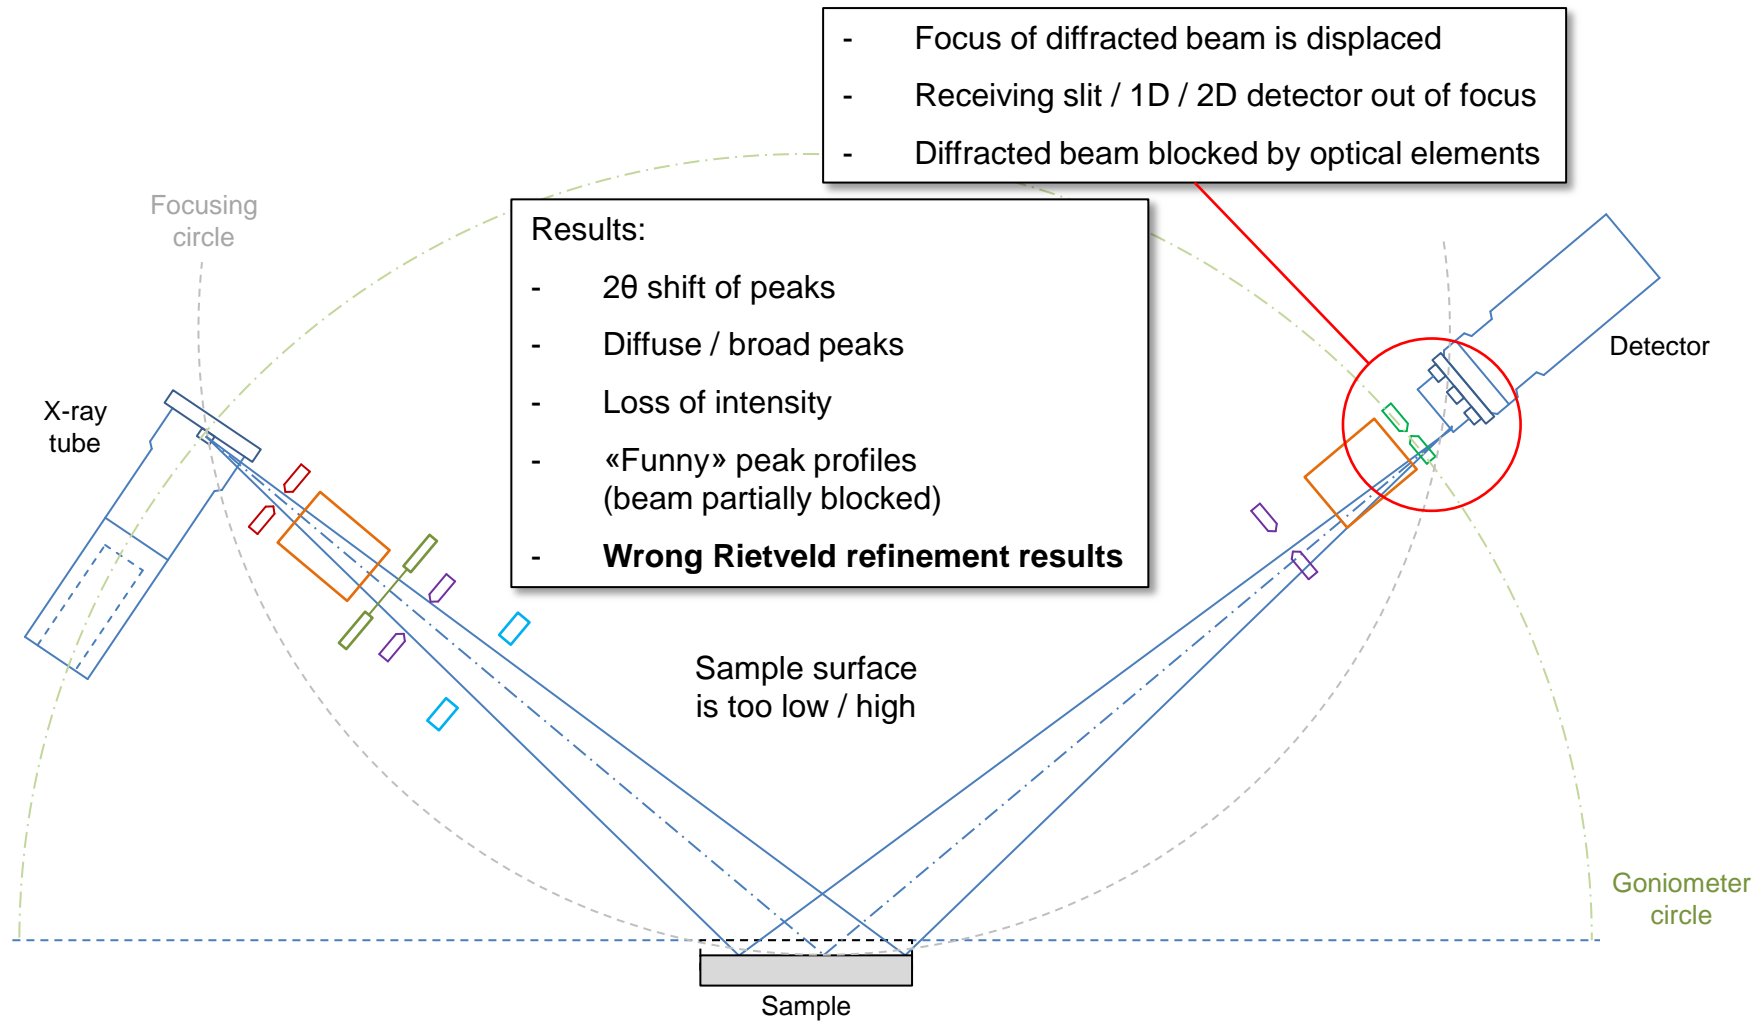 - Focus of diffracted beam is displaced
- Receiving slit / 1D / 2D detector out of focus
- Diffracted beam blocked by optical elements
Focusing
circle
Results:
- 2θ shift of peaks
- Diffuse / broad peaks
- Loss of intensity
- «Funny» peak profiles
(beam partially blocked)
- Wrong Rietveld refinement results
Detector
X-ray
tube
Sample surface
is too low / high
Goniometer
circle
Sample